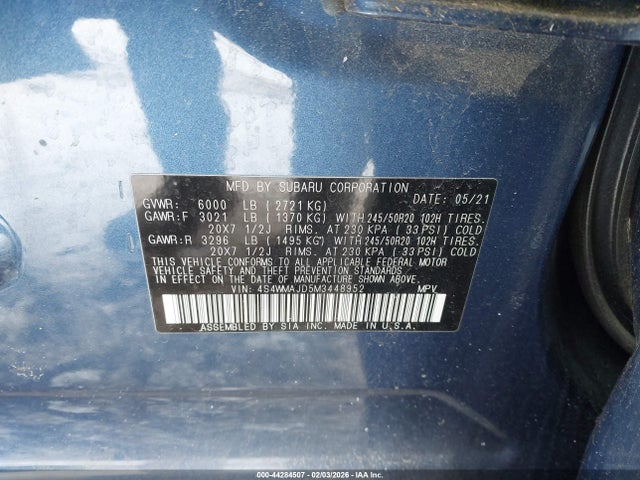 MFD BY SUBARU CORPORATION DATE: 05/21
GVWR: 6000 LB (2721KG)
GAWR:F 3021 LB (1370 KG) WITH 245/50R20 102H TIRES.
20X7 1/2J RIMS. AT 230 KPA (33 PSI) COLD
GAWR:R 3296 LB (1495 KG) WITH 245/50R20 102H TIRES.
20X7 1/2J RIMS. AT 230 KPA (33 PSI) COLD
THIS VEHICLE CONFORMS TO ALL APPLICABLE FEDERAL MOTOR
VEHICLE SAFETY, BUMPER, AND THEFT PREVENTION STANDARDS
IN EFFECT ON THE DATE OF MANUFACTURE SHOWN ABOVE.
VIN: 4S4WMAJD5M3448952 MPV
ASSEMBLED BY SIA IN U.S.A. MADE IN U.S.A.
000-44284507 - 02/03/2026 - IAA, Inc.